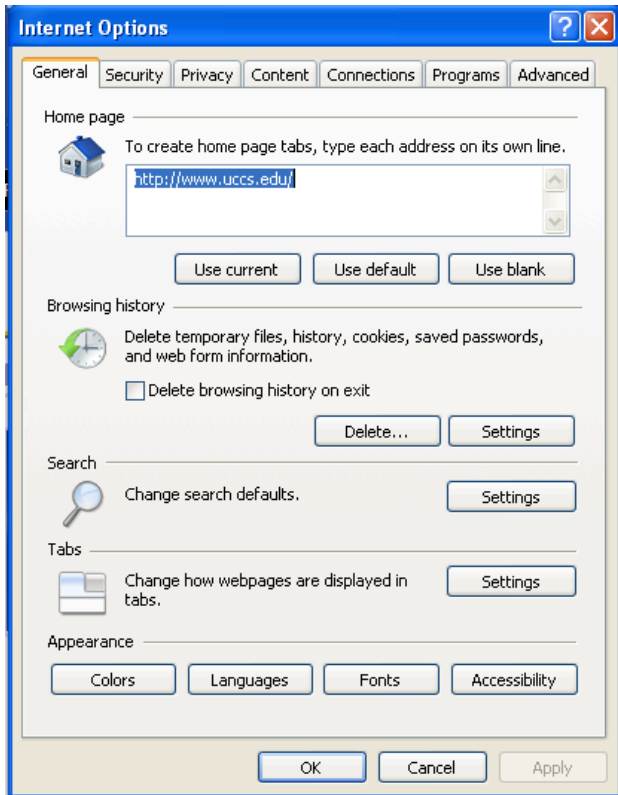 Internet Options
General Security Privacy Content Connections Programs Advanced
Home page
To create home page tabs, type each address on its own line.
http://www.uccs.edu/
Use current Use default Use blank
Browsing history
Delete temporary files, history, cookies, saved passwords,
and web form information.
Delete browsing history on exit
Delete... Settings
Search
Change search defaults. Settings
Tabs
Change how webpages are displayed in Settings
tabs.
Appearance
Colors Languages Fonts Accessibility
OK Cancel Apply